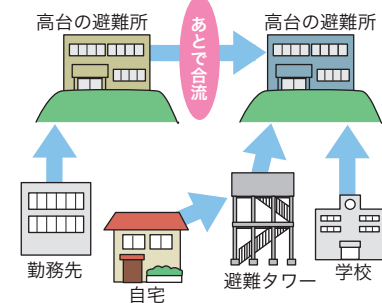 高台の避難所
高台の避難所
あとで合流
勤務先
自宅
避難タワー
学校